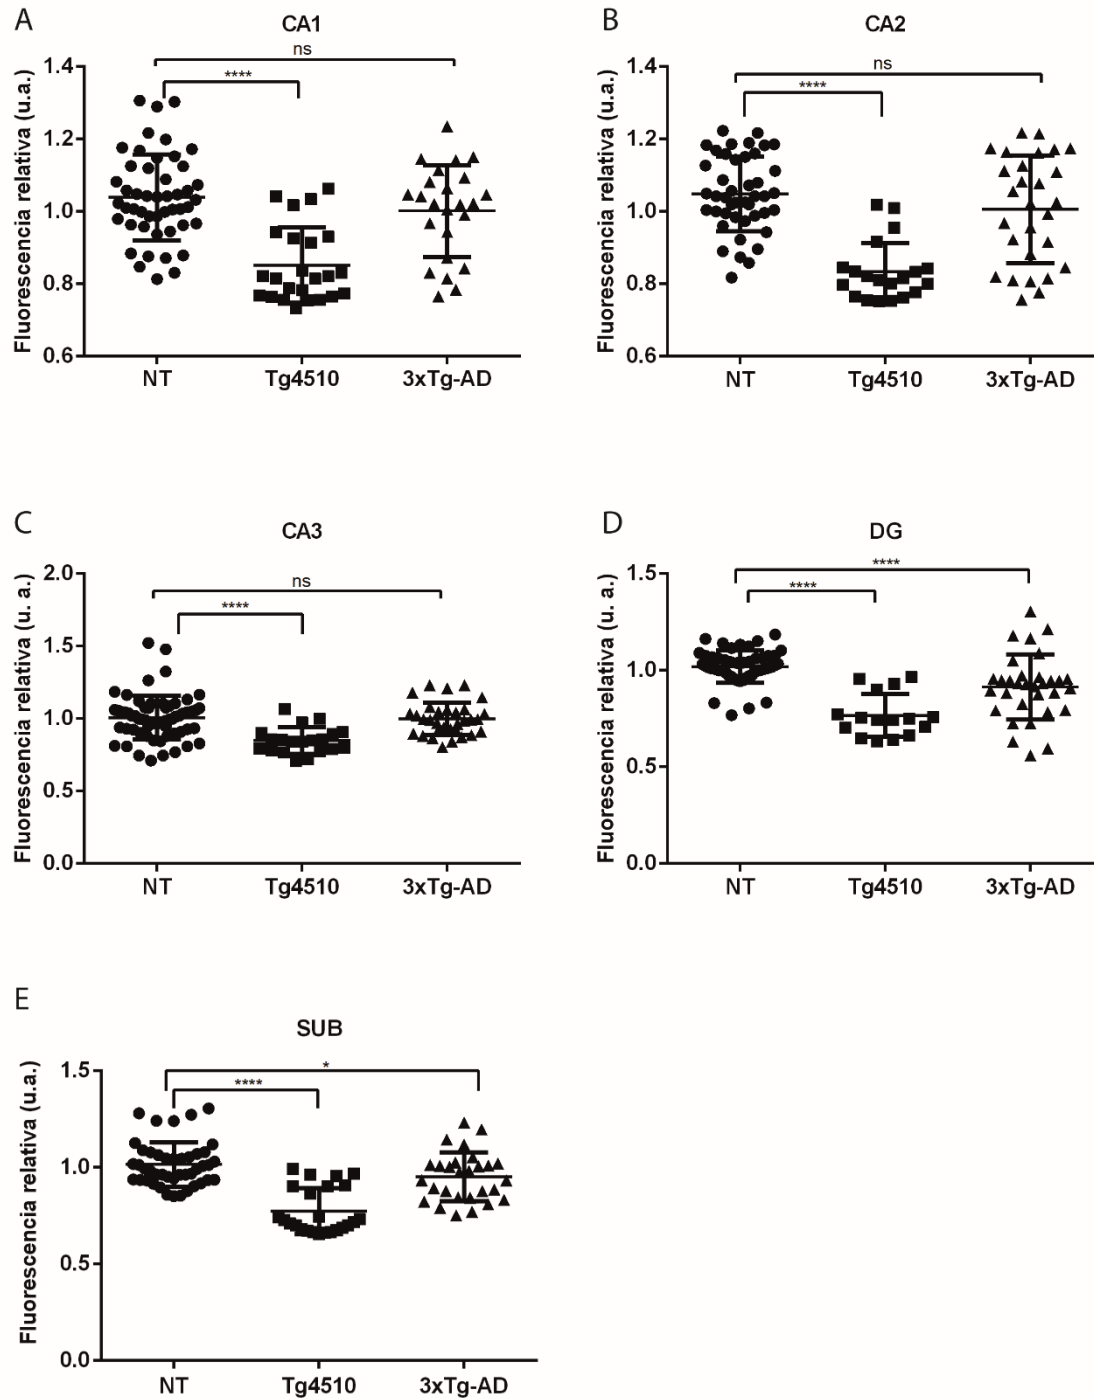 A
CA1
ns
****
Fluorescencia relativa (u.a.)
1.4
1.2
1.0
0.8
0.6
NT
Tg4510
3xTg-AD
B
CA2
ns
****
Fluorescencia relativa (u.a.)
1.4
1.2
1.0
0.8
0.6
NT
Tg4510
3xTg-AD
C
CA3
ns
****
Fluorescencia relativa (u. a.)
2.0
1.5
1.0
0.5
0.0
NT
Tg4510
3xTg-AD
D
DG
****
****
Fluorescencia relativa (u. a.)
1.5
1.0
0.5
0.0
NT
Tg4510
3xTg-AD
E
SUB
*
****
Fluorescencia relativa (u.a.)
1.5
1.0
0.5
0.0
NT
Tg4510
3xTg-AD